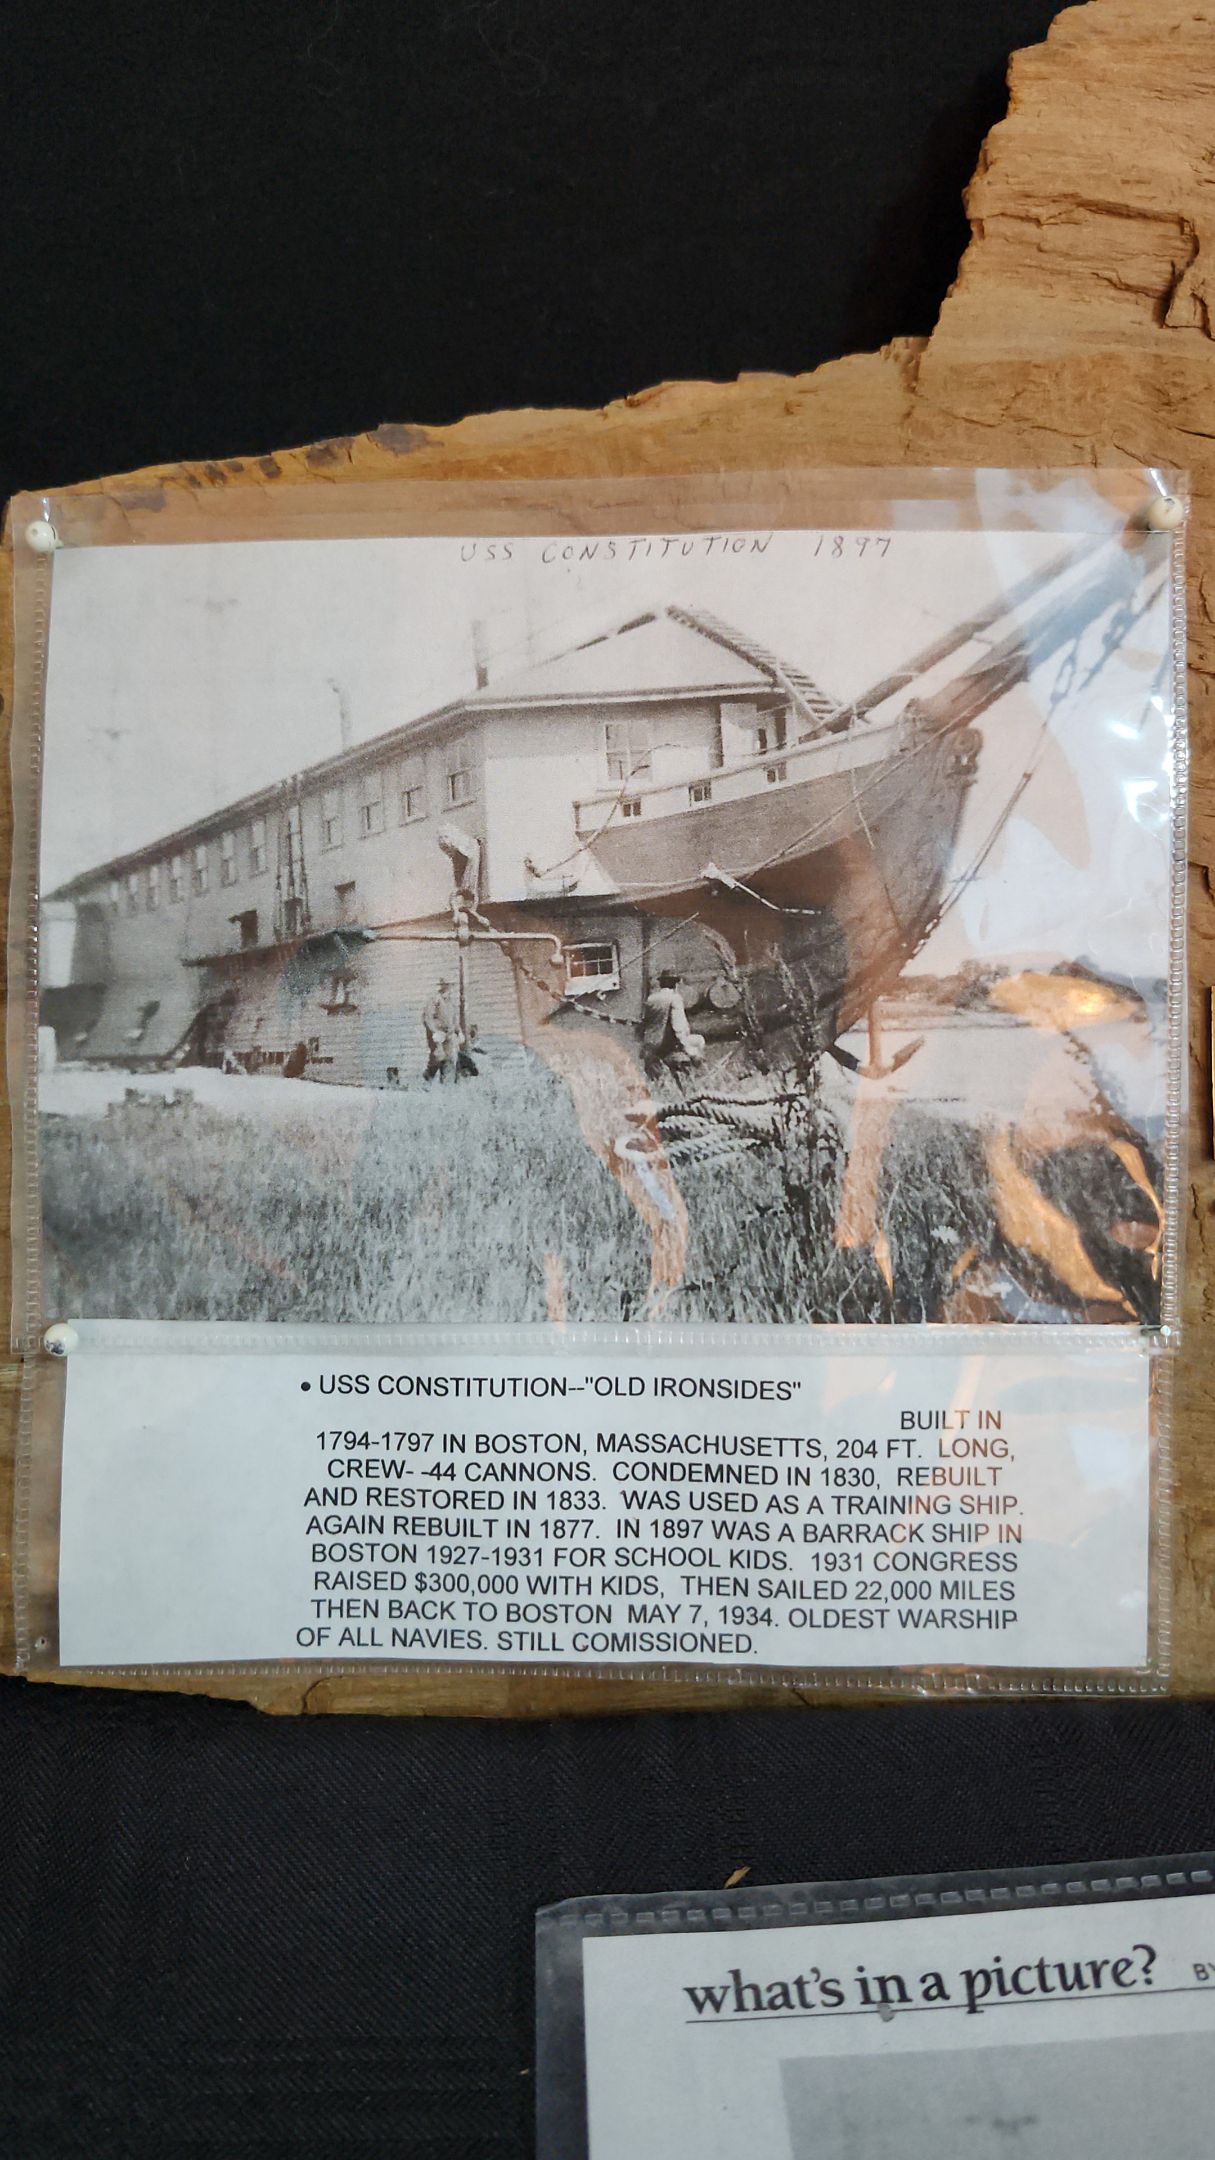 USS CONSTITUTION 1897
• USS CONSTITUTION--"OLD IRONSIDES"
BUILT IN
1794-1797 IN BOSTON, MASSACHUSETTS, 204 FT. LONG,
CREW- -44 CANNONS. CONDEMNED IN 1830, REBUILT
AND RESTORED IN 1833. WAS USED AS A TRAINING SHIP.
AGAIN REBUILT IN 1877. IN 1897 WAS A BARRACK SHIP IN
BOSTON 1927-1931 FOR SCHOOL KIDS. 1931 CONGRESS
RAISED $300,000 WITH KIDS, THEN SAILED 22,000 MILES
THEN BACK TO BOSTON MAY 7, 1934. OLDEST WARSHIP
OF ALL NAVIES. STILL COMISSIONED.
what's in a picture? BY